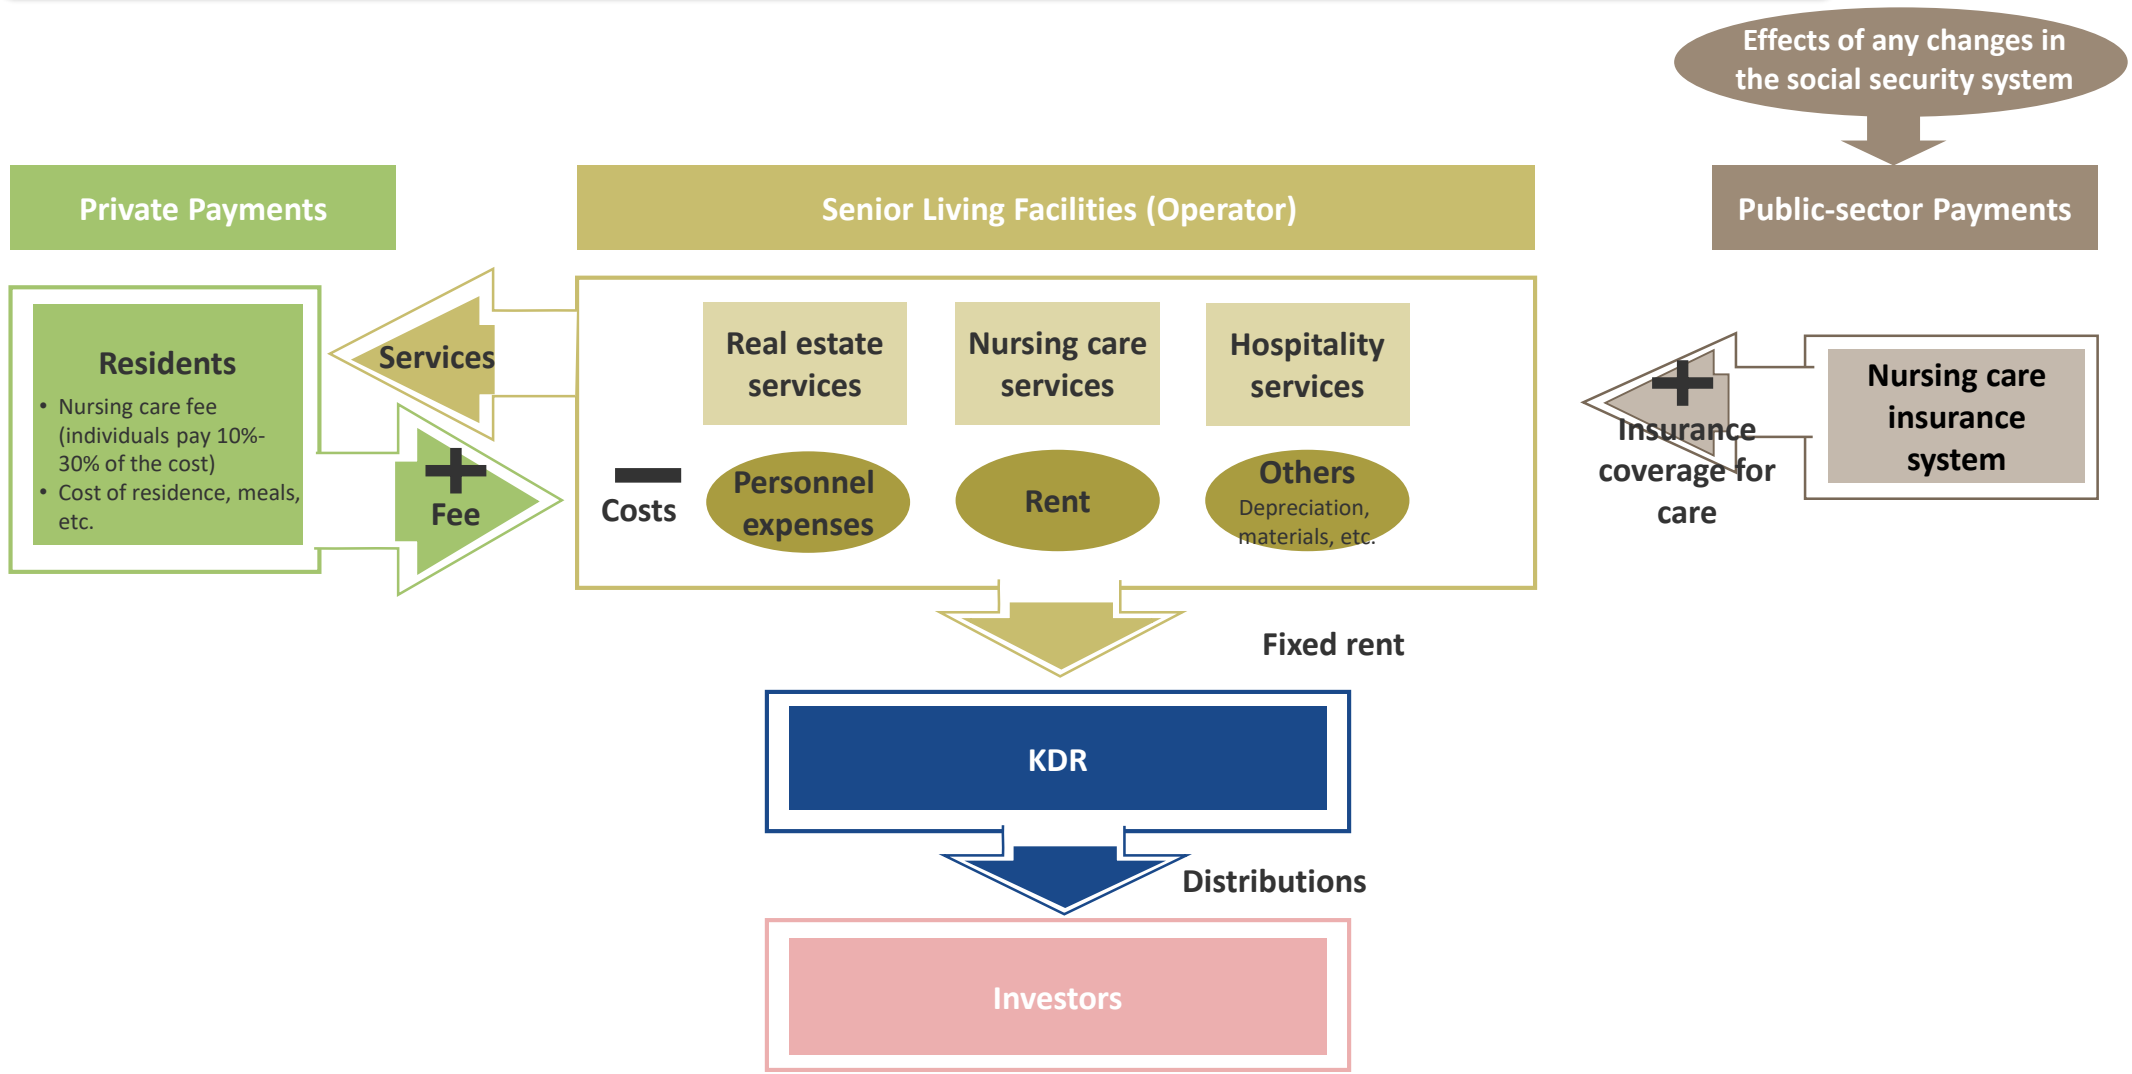 Effects of any changes in
the social security system
Private Payments
Senior Living Facilities (Operator)
Public-sector Payments
Residents
• Nursing care fee
(individuals pay 10%-
30% of the cost)
• Cost of residence, meals,
etc.
Services
Fee
Real estate
services
Nursing care
services
Hospitality
services
Costs
Personnel
expenses
Rent
Others
Depreciation,
materials, etc.
Insurance
coverage for
care
Nursing care
insurance
system
Fixed rent
KDR
Distributions
Investors